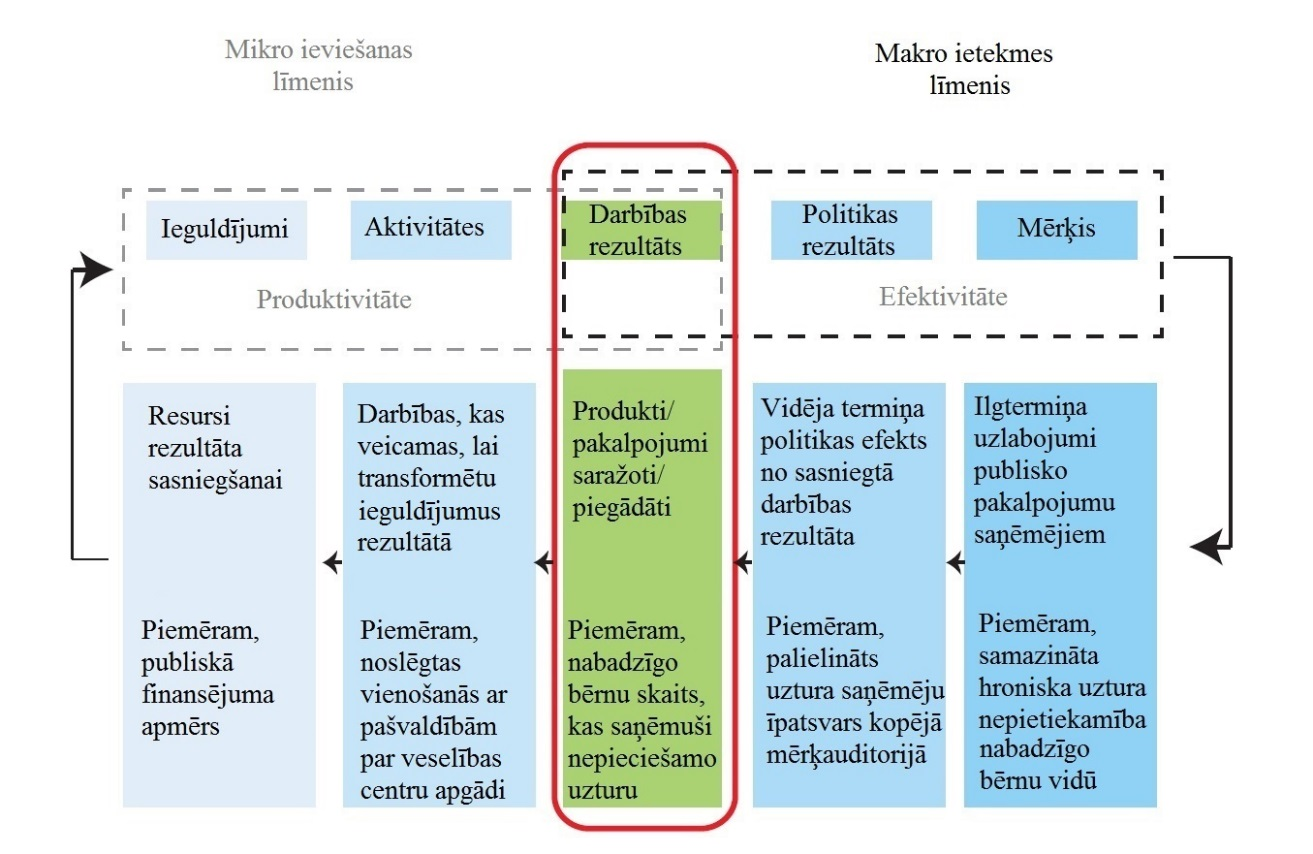 Mikro ieviešanas
līmenis
Makro ietekmes
līmenis
Ieguldījumi
Aktivitātes
Darbības
rezultāts
Politikas
rezultāts
Mērķis
Produktivitāte
Efektivitāte
Resursi
rezultāta
sasniegšanai
Piemēram,
publiskā
finansējuma
apmērs
Darbības, kas
veicamas, lai
transformētu
ieguldījumus
rezultātā
Piemēram,
noslēgtas
vienošanās ar
pašvaldībām
par veselības
centru apgādi
Produkti/
pakalpojumi
saražoti/
piegādāti
Piemēram,
nabadzīgo
bērnu skaits,
kas saņēmuši
nepieciešamo
uzturu
Vidēja termiņa
politikas efekts
no sasniegtā
darbības
rezultāta
Piemēram,
palielināts
uztura saņēmēju
īpatsvars kopējā
mērķauditorijā
Ilgtermiņa
uzlabojumi
publisko
pakalpojumu
saņēmējiem
Piemēram,
samazināta
hroniska uztura
nepietiekamība
nabadzīgo
bērnu vidū